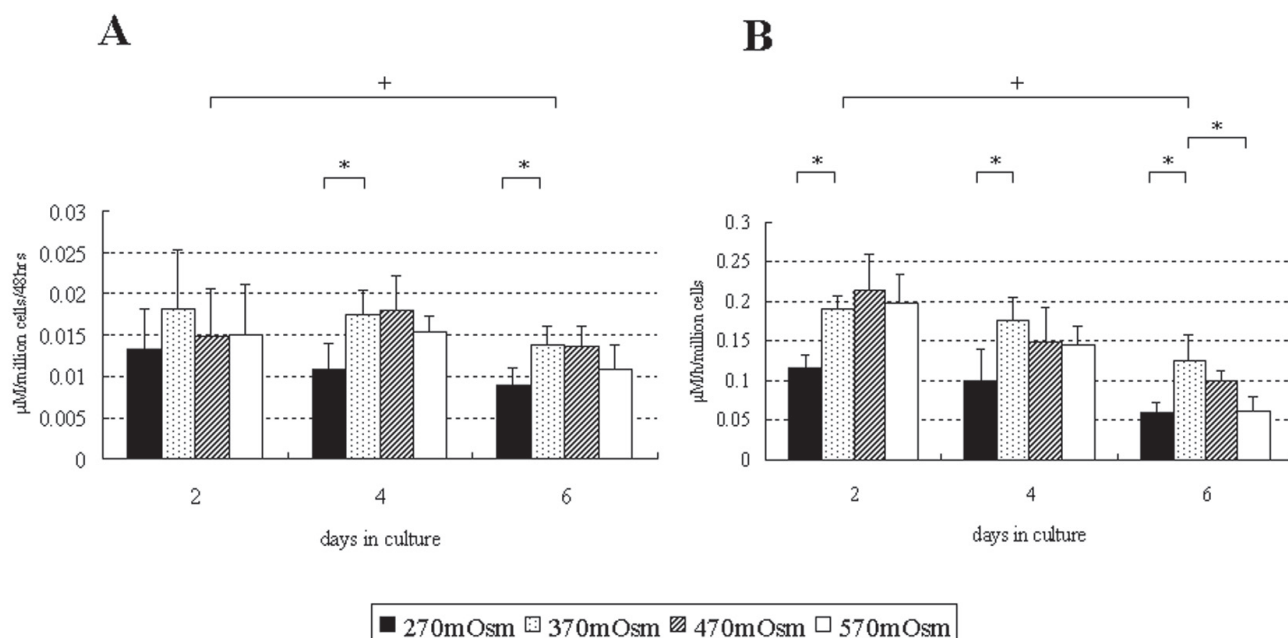 A
B
+
+
*
*
*
*
*
*
0.03
0.025
0.02
0.015
0.01
0.005
0
µM/million cells/48hrs
2 4 6
days in culture
0.3
0.25
0.2
0.15
0.1
0.05
0
µM/h/million cells
2 4 6
days in culture
270mOsm 370mOsm 470mOsm 570mOsm